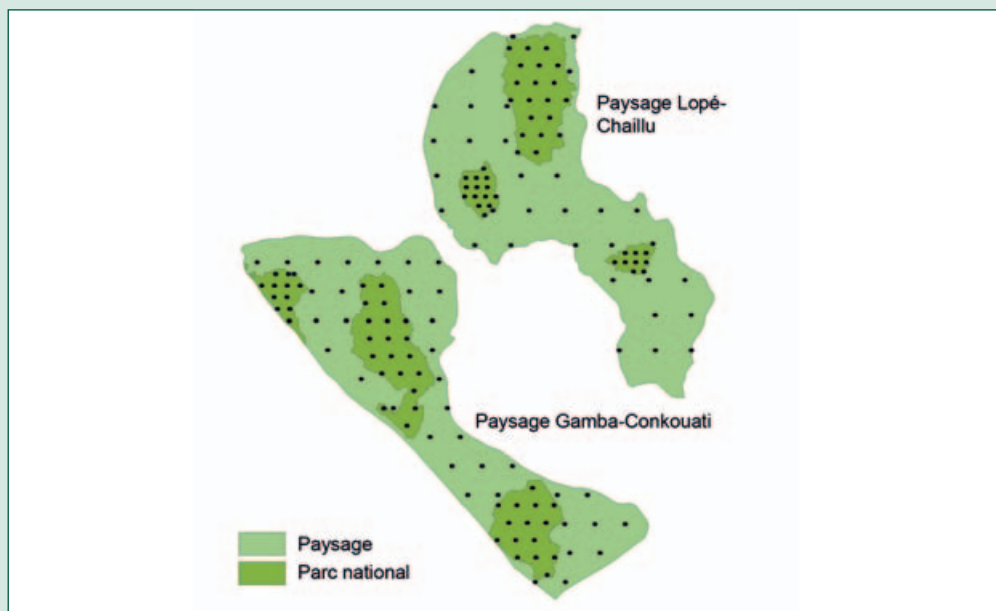 Paysage Lopé-
Chaillu
Paysage Gamba-Conkouati
Paysage
Parc national